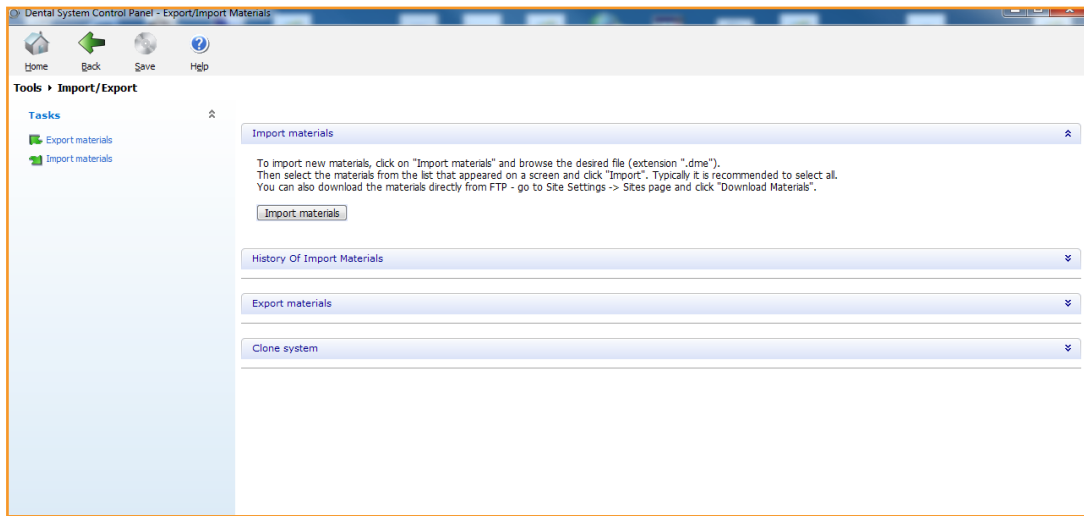 Dental System Control Panel - Export/Import Materials
Home Back Save Help
Tools ▸ Import/Export
Tasks
Export materials
Import materials
Import materials
To import new materials, click on "Import materials" and browse the desired file (extension ".dme").
Then select the materials from the list that appeared on a screen and click "Import". Typically it is recommended to select all.
You can also download the materials directly from FTP - go to Site Settings -> Sites page and click "Download Materials".
Import materials
History Of Import Materials
Export materials
Clone system